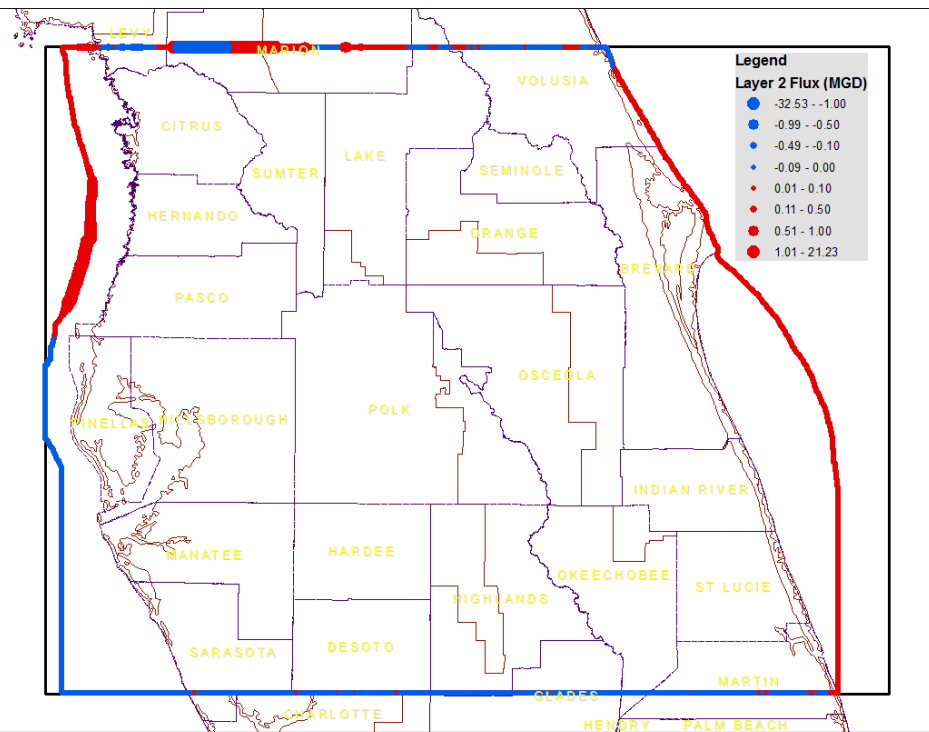 LEVY
MARION
VOLUSIA
Legend
Layer 2 Flux (MGD)
-32.53 - -1.00
-0.99 - -0.50
-0.49 - -0.10
-0.09 - 0.00
0.01 - 0.10
0.11 - 0.50
0.51 - 1.00
1.01 - 21.23
CITRUS
LAKE
SUMTER
SEMINOLE
HERNANDO
ORANGE
BREVARD
PASCO
OSCEOLA
POLK
PINELLAS
HILLSBOROUGH
INDIAN RIVER
MANATEE
HARDEE
OKEECHOBEE
ST LUCIE
HIGHLANDS
SARASOTA
DESOTO
MARTIN
GLADES
CHARLOTTE
HENDRY
PALM BEACH